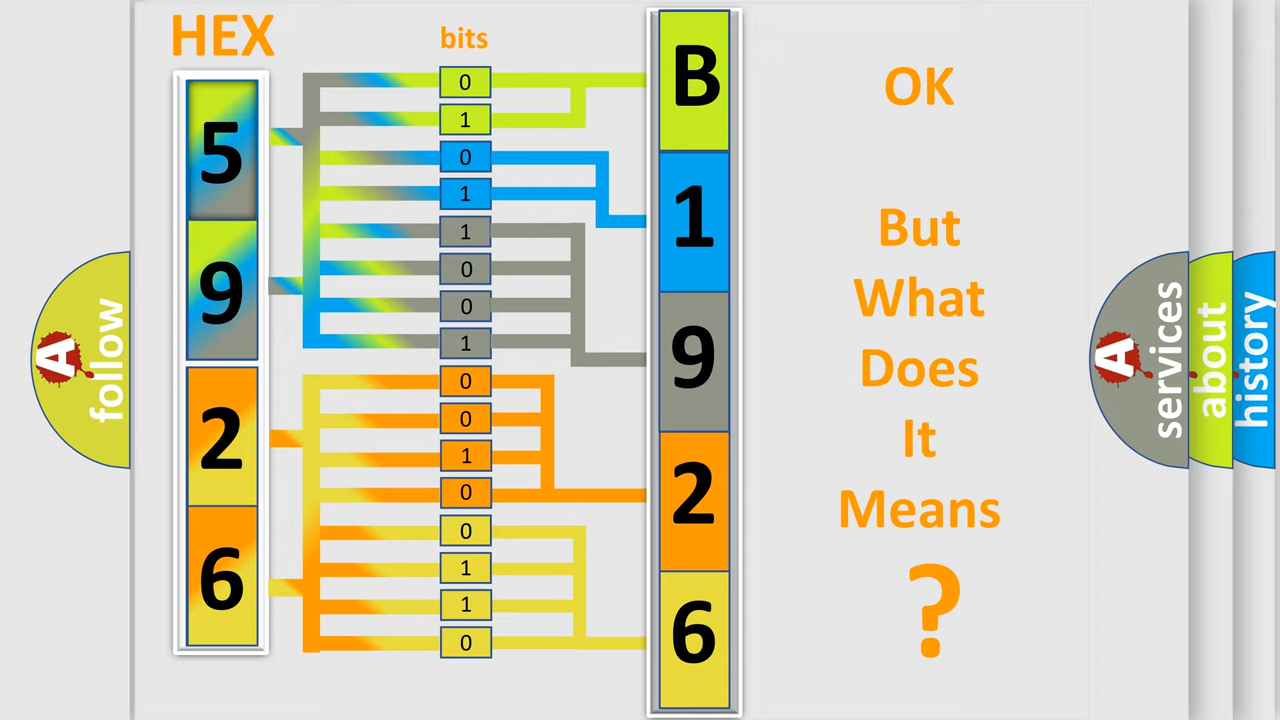 HEX
bits
5
9
2
6
0
1
0
1
1
0
0
1
0
0
1
0
0
1
1
0
B
1
9
2
6
OK
But
What
Does
It
Means
?
A
follow
A
services
about
history